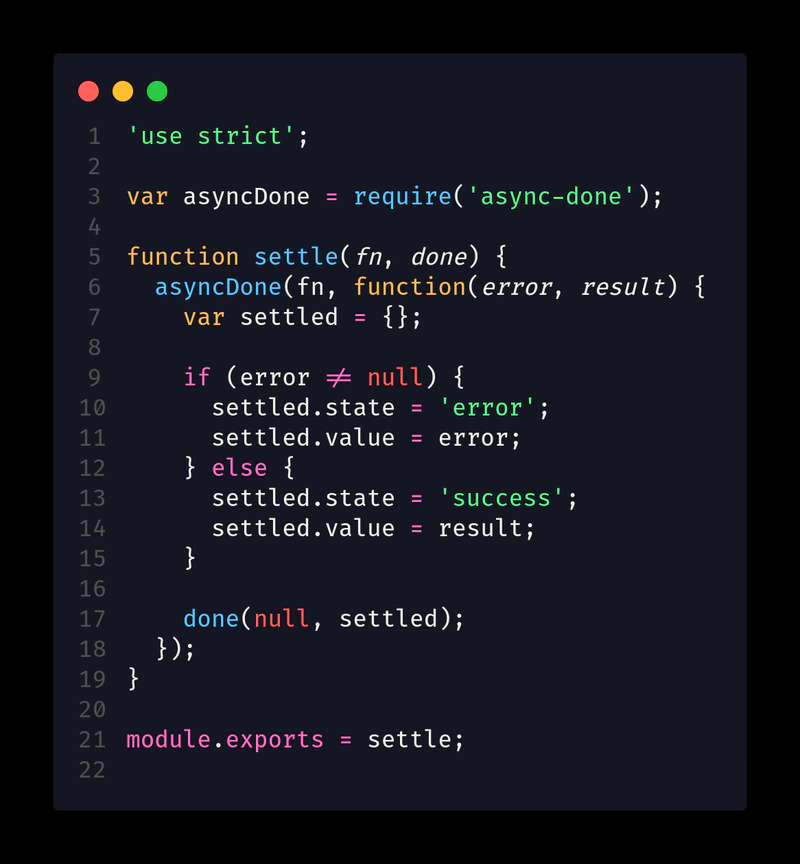 1 'use strict';
2
3 var asyncDone = require('async-done');
4
5 function settle(fn, done) {
6   asyncDone(fn, function(error, result) {
7     var settled = {};
8
9     if (error != null) {
10       settled.state = 'error';
11       settled.value = error;
12     } else {
13       settled.state = 'success';
14       settled.value = result;
15     }
16
17     done(null, settled);
18   });
19 }
20
21 module.exports = settle;
22